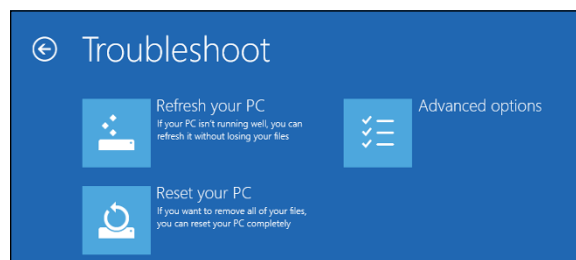 Troubleshoot
Refresh your PC
If your PC isn't running well, you can
refresh it without losing your files
Advanced options
Reset your PC
If you want to remove all of your files,
you can reset your PC completely